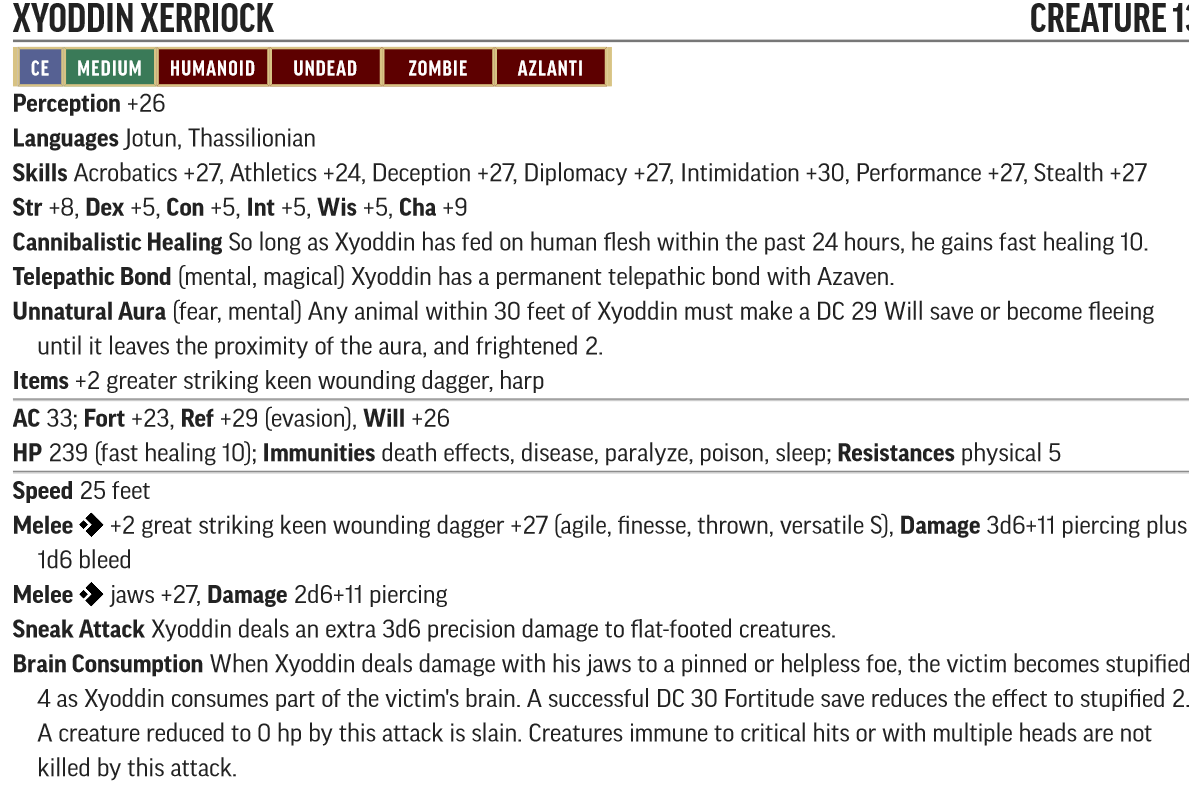 XYODDIN XERRIOCK CREATURE 13
CE MEDIUM HUMANOID UNDEAD ZOMBIE AZLANTI
Perception +26
Languages Jotun, Thassilionian
Skills Acrobatics +27, Athletics +24, Deception +27, Diplomacy +27, Intimidation +30, Performance +27, Stealth +27
Str +8, Dex +5, Con +5, Int +5, Wis +5, Cha +9
Cannibalistic Healing So long as Xyoddin has fed on human flesh within the past 24 hours, he gains fast healing 10.
Telepathic Bond (mental, magical) Xyoddin has a permanent telepathic bond with Azaven.
Unnatural Aura (fear, mental) Any animal within 30 feet of Xyoddin must make a DC 29 Will save or become fleeing
until it leaves the proximity of the aura, and frightened 2.
Items +2 greater striking keen wounding dagger, harp
AC 33; Fort +23, Ref +29 (evasion), Will +26
HP 239 (fast healing 10); Immunities death effects, disease, paralyze, poison, sleep; Resistances physical 5
Speed 25 feet
Melee +2 great striking keen wounding dagger +27 (agile, finesse, thrown, versatile S), Damage 3d6+11 piercing plus
1d6 bleed
Melee jaws +27, Damage 2d6+11 piercing
Sneak Attack Xyoddin deals an extra 3d6 precision damage to flat-footed creatures.
Brain Consumption When Xyoddin deals damage with his jaws to a pinned or helpless foe, the victim becomes stupified
4 as Xyoddin consumes part of the victim's brain. A successful DC 30 Fortitude save reduces the effect to stupified 2.
A creature reduced to 0 hp by this attack is slain. Creatures immune to critical hits or with multiple heads are not
killed by this attack.